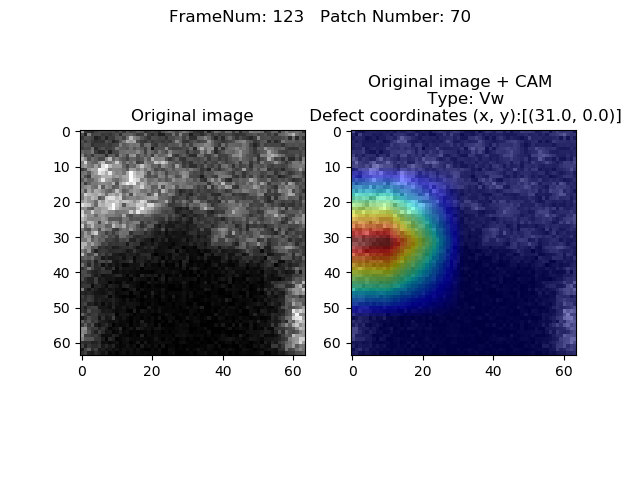 FrameNum: 123   Patch Number: 70
Original image
0
10
20
30
40
50
60
0 20 40 60
Original image + CAM
Type: Vw
Defect coordinates (x, y):[(31.0, 0.0)]
0
10
20
30
40
50
60
0 20 40 60